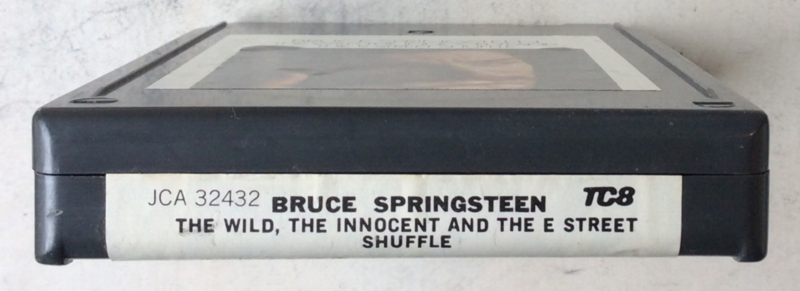 JCA 32432 BRUCE SPRINGSTEEN TC8
THE WILD, THE INNOCENT AND THE E STREET
SHUFFLE